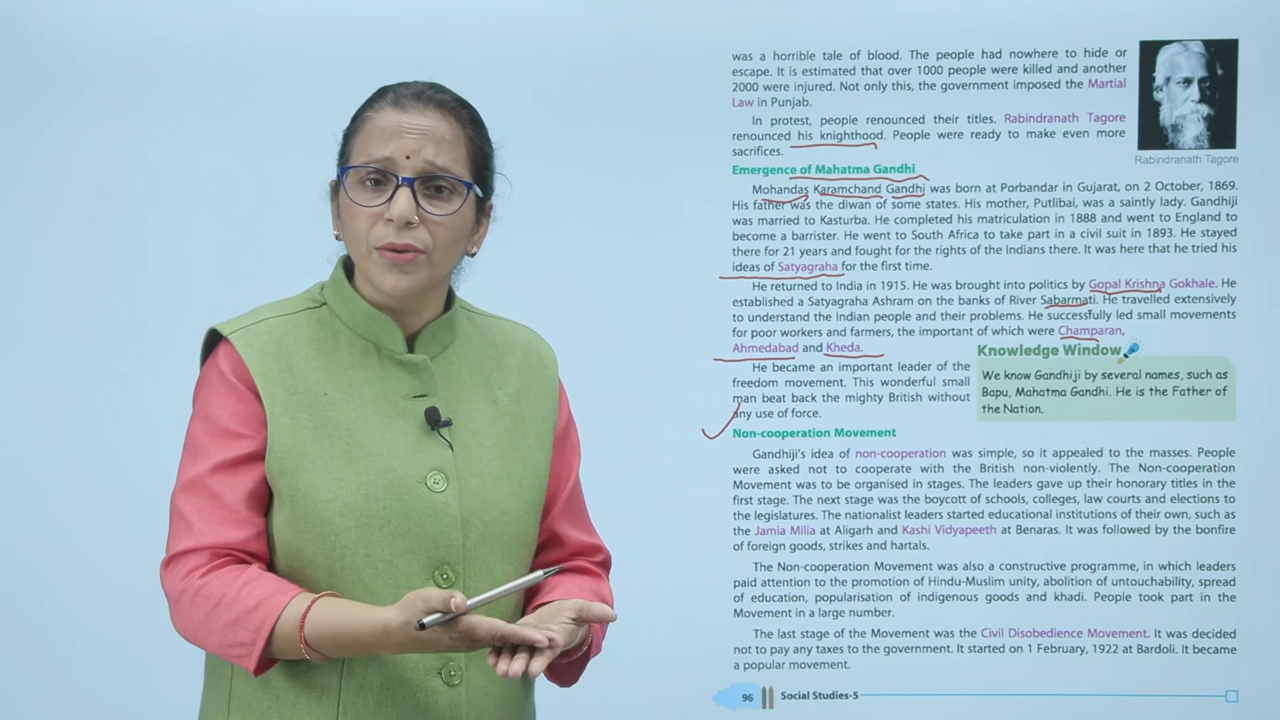 was a horrible tale of blood. The people had nowhere to hide or
escape. It is estimated that over 1000 people were killed and another
2000 were injured. Not only this, the government imposed the Martial
Law in Punjab.
In protest, people renounced their titles. Rabindranath Tagore
renounced his knighthood. People were ready to make even more
sacrifices.
Rabindranath Tagore
Emergence of Mahatma Gandhi
Mohandas Karamchand Gandhi was born at Porbandar in Gujarat, on 2 October, 1869.
His father was the diwan of some states. His mother, Putlibai, was a saintly lady. Gandhiji
was married to Kasturba. He completed his matriculation in 1888 and went to England to
become a barrister. He went to South Africa to take part in a civil suit in 1893. He stayed
there for 21 years and fought for the rights of the Indians there. It was here that he tried his
ideas of Satyagraha for the first time.
He returned to India in 1915. He was brought into politics by Gopal Krishna Gokhale. He
established a Satyagraha Ashram on the banks of River Sabarmati. He travelled extensively
to understand the Indian people and their problems. He successfully led small movements
for poor workers and farmers, the important of which were Champaran,
Ahmedabad and Kheda.
He became an important leader of the
freedom movement. This wonderful small
man beat back the mighty British without
any use of force.
Knowledge Window
We know Gandhiji by several names, such as
Bapu, Mahatma Gandhi. He is the Father of
the Nation.
Non-cooperation Movement
Gandhiji's idea of non-cooperation was simple, so it appealed to the masses. People
were asked not to cooperate with the British non-violently. The Non-cooperation
Movement was to be organised in stages. The leaders gave up their honorary titles in the
first stage. The next stage was the boycott of schools, colleges, law courts and elections to
the legislatures. The nationalist leaders started educational institutions of their own, such as
the Jamia Milia at Aligarh and Kashi Vidyapeeth at Benaras. It was followed by the bonfire
of foreign goods, strikes and hartals.
The Non-cooperation Movement was also a constructive programme, in which leaders
paid attention to the promotion of Hindu-Muslim unity, abolition of untouchability, spread
of education, popularisation of indigenous goods and khadi. People took part in the
Movement in a large number.
The last stage of the Movement was the Civil Disobedience Movement. It was decided
not to pay any taxes to the government. It started on 1 February, 1922 at Bardoli. It became
a popular movement.
96 Social Studies-5